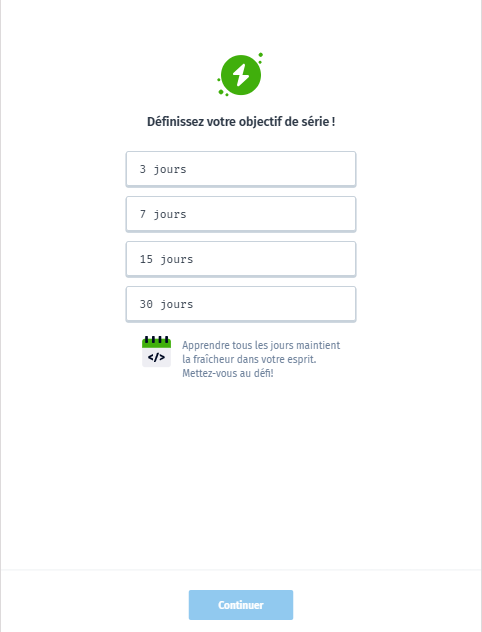 Définissez votre objectif de série !
3 jours
7 jours
15 jours
30 jours
</>
Apprendre tous les jours maintient
la fraîcheur dans votre esprit.
Mettez-vous au défi!
Continuer